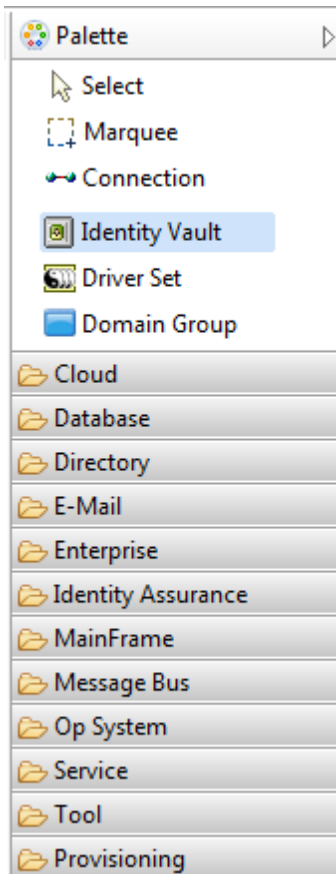 Palette
Select
Marquee
Connection
Identity Vault
Driver Set
Domain Group
Cloud
Database
Directory
E-Mail
Enterprise
Identity Assurance
MainFrame
Message Bus
Op System
Service
Tool
Provisioning